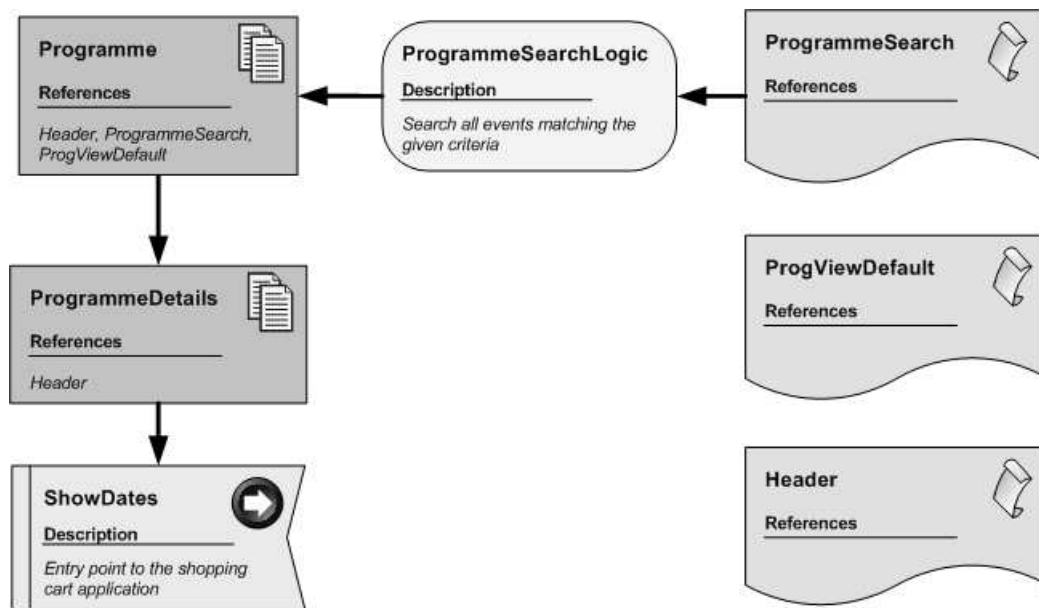 Programme
References
Header, ProgrammeSearch,
ProgViewDefault
ProgrammeSearchLogic
Description
Search all events matching the
given criteria
ProgrammeSearch
References
ProgrammeDetails
References
Header
ProgViewDefault
References
ShowDates
Description
Entry point to the shopping
cart application
Header
References